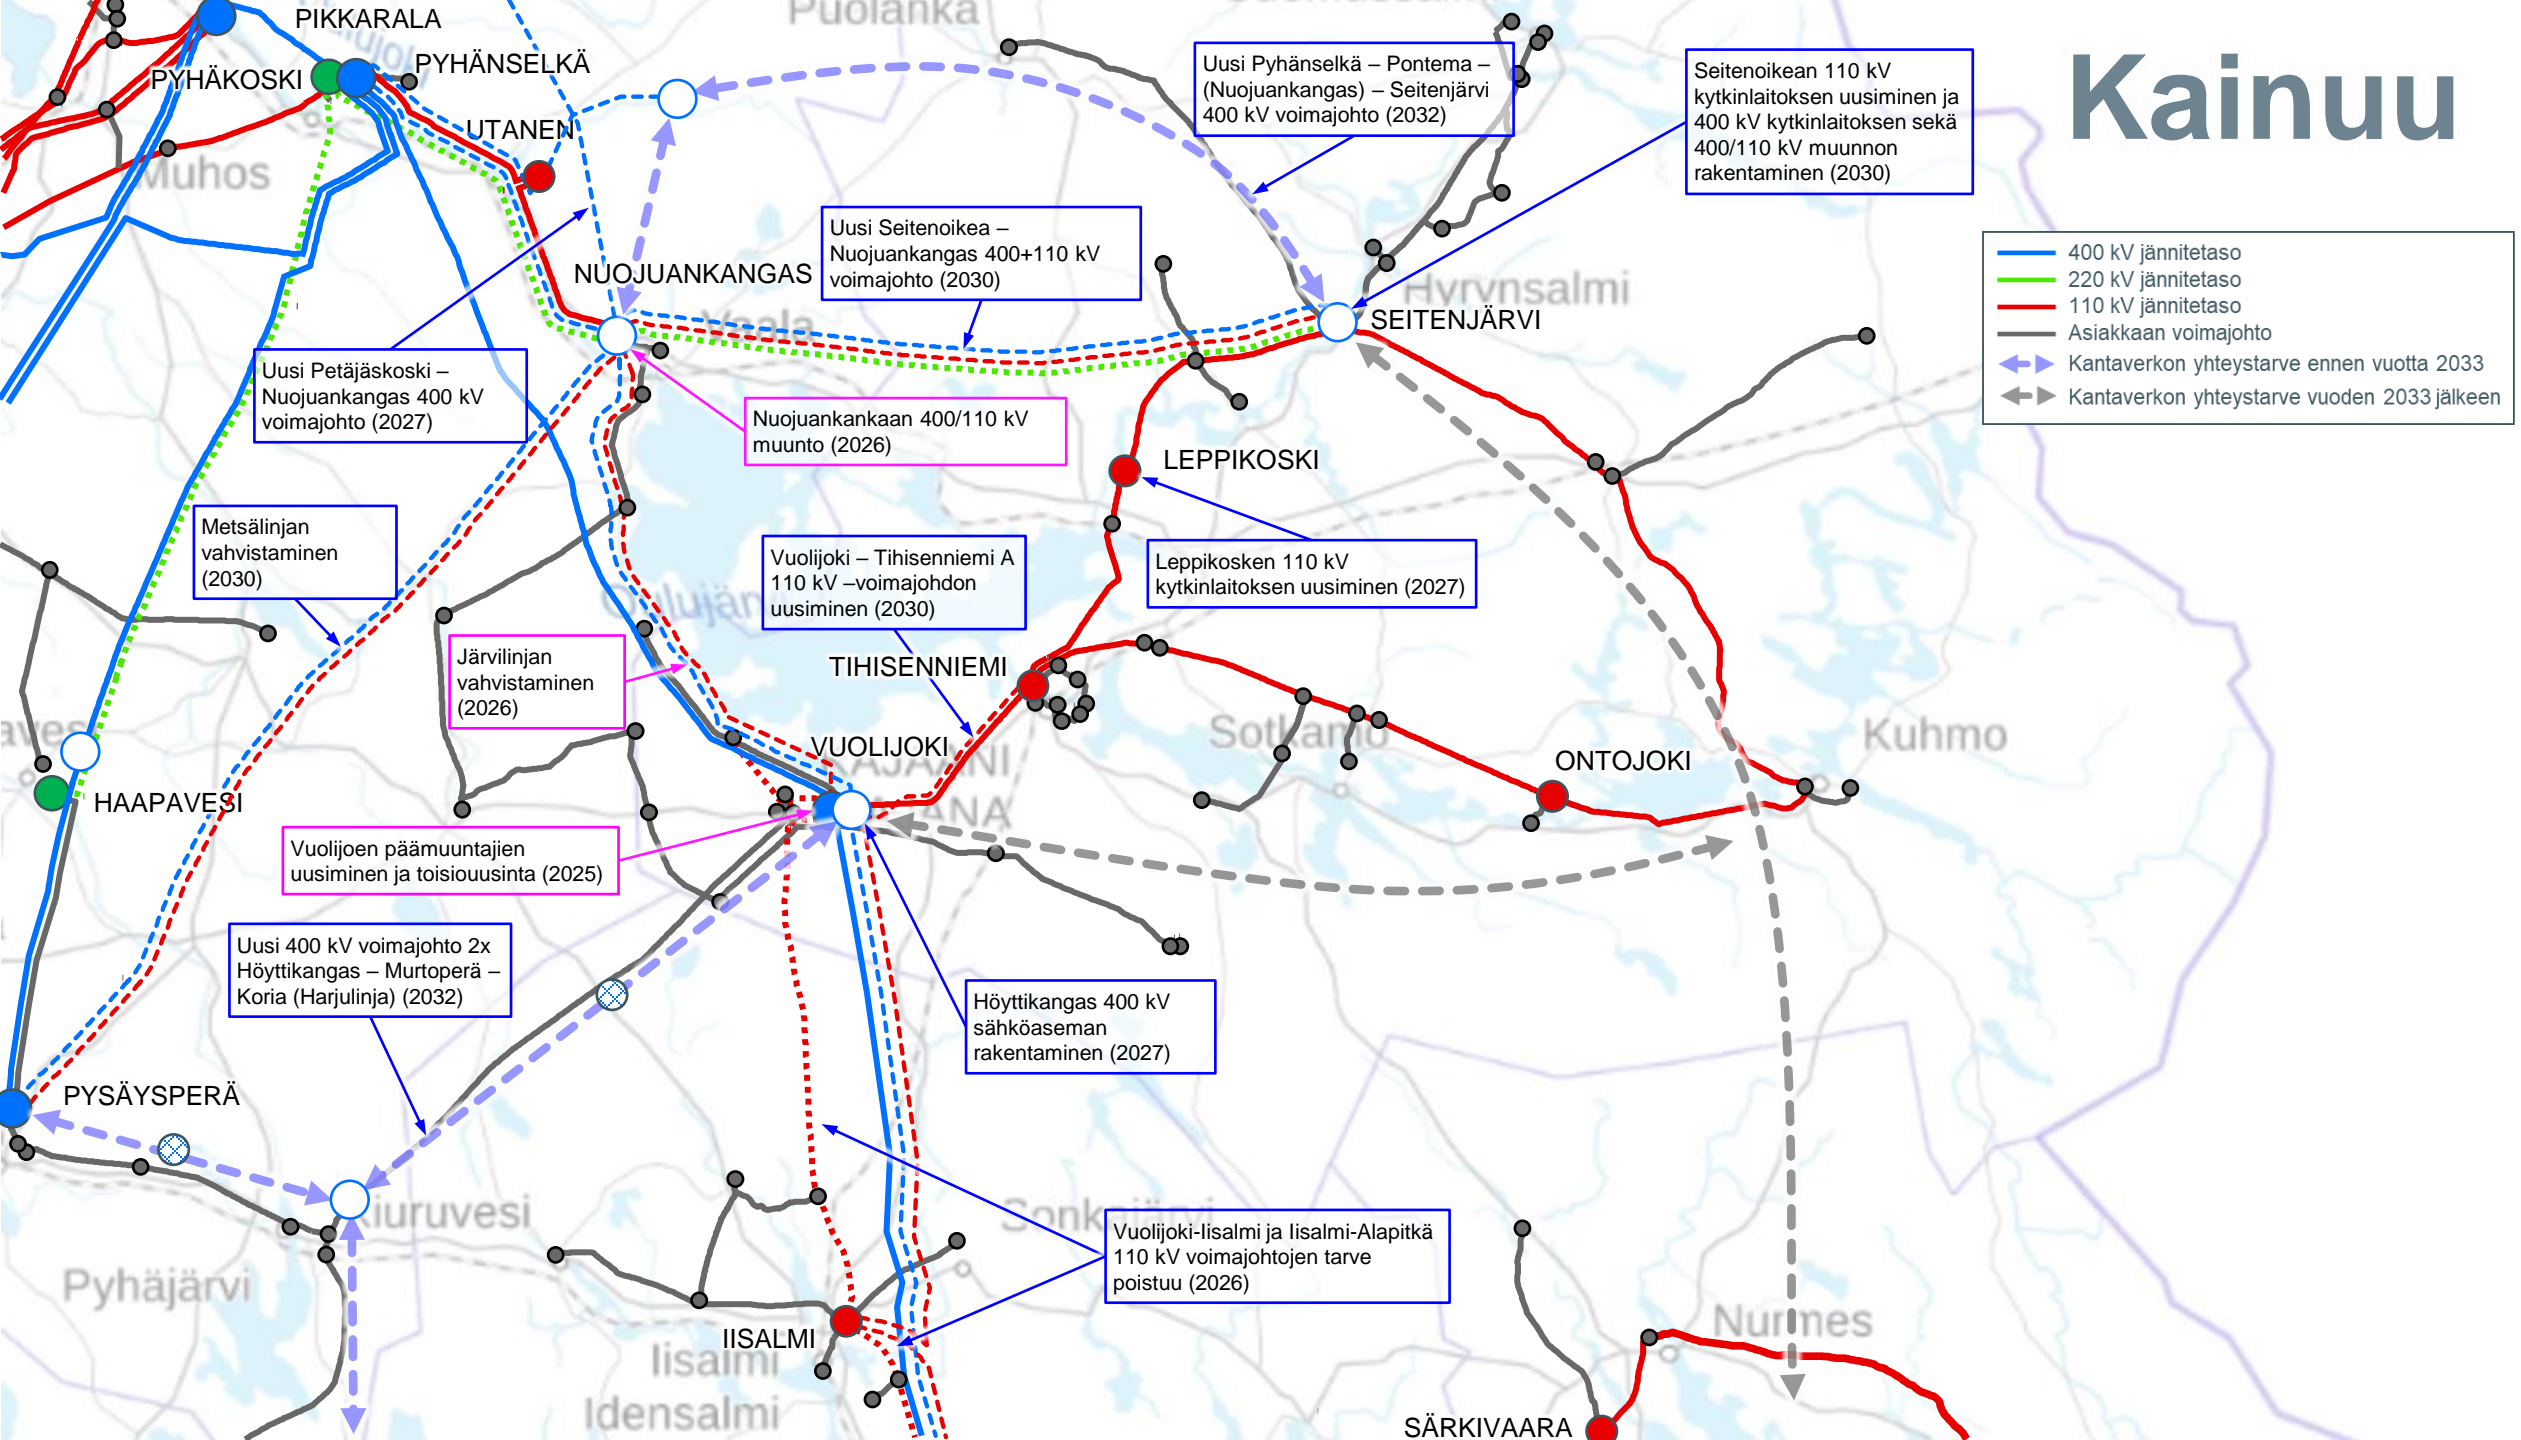 Kainuu
PIKKARALA
PYHÄKOSKI
PYHÄNSELKÄ
UTANEN
Puolanka
Muhos
Uusi Pyhänselkä – Pontema –
(Nuojuankangas) – Seitenjärvi
400 kV voimajohto (2032)
Seitenoikean 110 kV
kytkinlaitoksen uusiminen ja
400 kV kytkinlaitoksen sekä
400/110 kV muunnon
rakentaminen (2030)
400 kV jännitetaso
220 kV jännitetaso
110 kV jännitetaso
Asiakkaan voimajohto
Kantaverkon yhteystarve ennen vuotta 2033
Kantaverkon yhteystarve vuoden 2033 jälkeen
Uusi Seitenoikea –
Nuojuankangas 400+110 kV
voimajohto (2030)
NUOJUANKANGAS
Vaala
Hyrynsalmi
SEITENJÄRVI
Uusi Petäjäskoski –
Nuojuankangas 400 kV
voimajohto (2027)
Nuojuankankaan 400/110 kV
muunto (2026)
LEPPIKOSKI
Metsälinjan
vahvistaminen
(2030)
Vuolijoki – Tihisenniemi A
110 kV –voimajohdon
uusiminen (2030)
Leppikosken 110 kV
kytkinlaitoksen uusiminen (2027)
Oulujärvi
Järvilinjan
vahvistaminen
(2026)
TIHISENNIEMI
VUOLIJOKI
Sotkamo
ONTOJOKI
Kuhmo
HAAPAVESI
Vuolijoen päämuuntajien
uusiminen ja toisiouusinta (2025)
Uusi 400 kV voimajohto 2x
Höyttikangas – Murtoperä –
Koria (Harjulinja) (2032)
Höyttikangas 400 kV
sähköaseman
rakentaminen (2027)
PYSÄYSPERÄ
Kiuruvesi
Sonkajärvi
Vuolijoki-Iisalmi ja Iisalmi-Alapitkä
110 kV voimajohtojen tarve
poistuu (2026)
Pyhäjärvi
IISALMI
Iisalmi
Idensalmi
Nurmes
SÄRKIVAARA